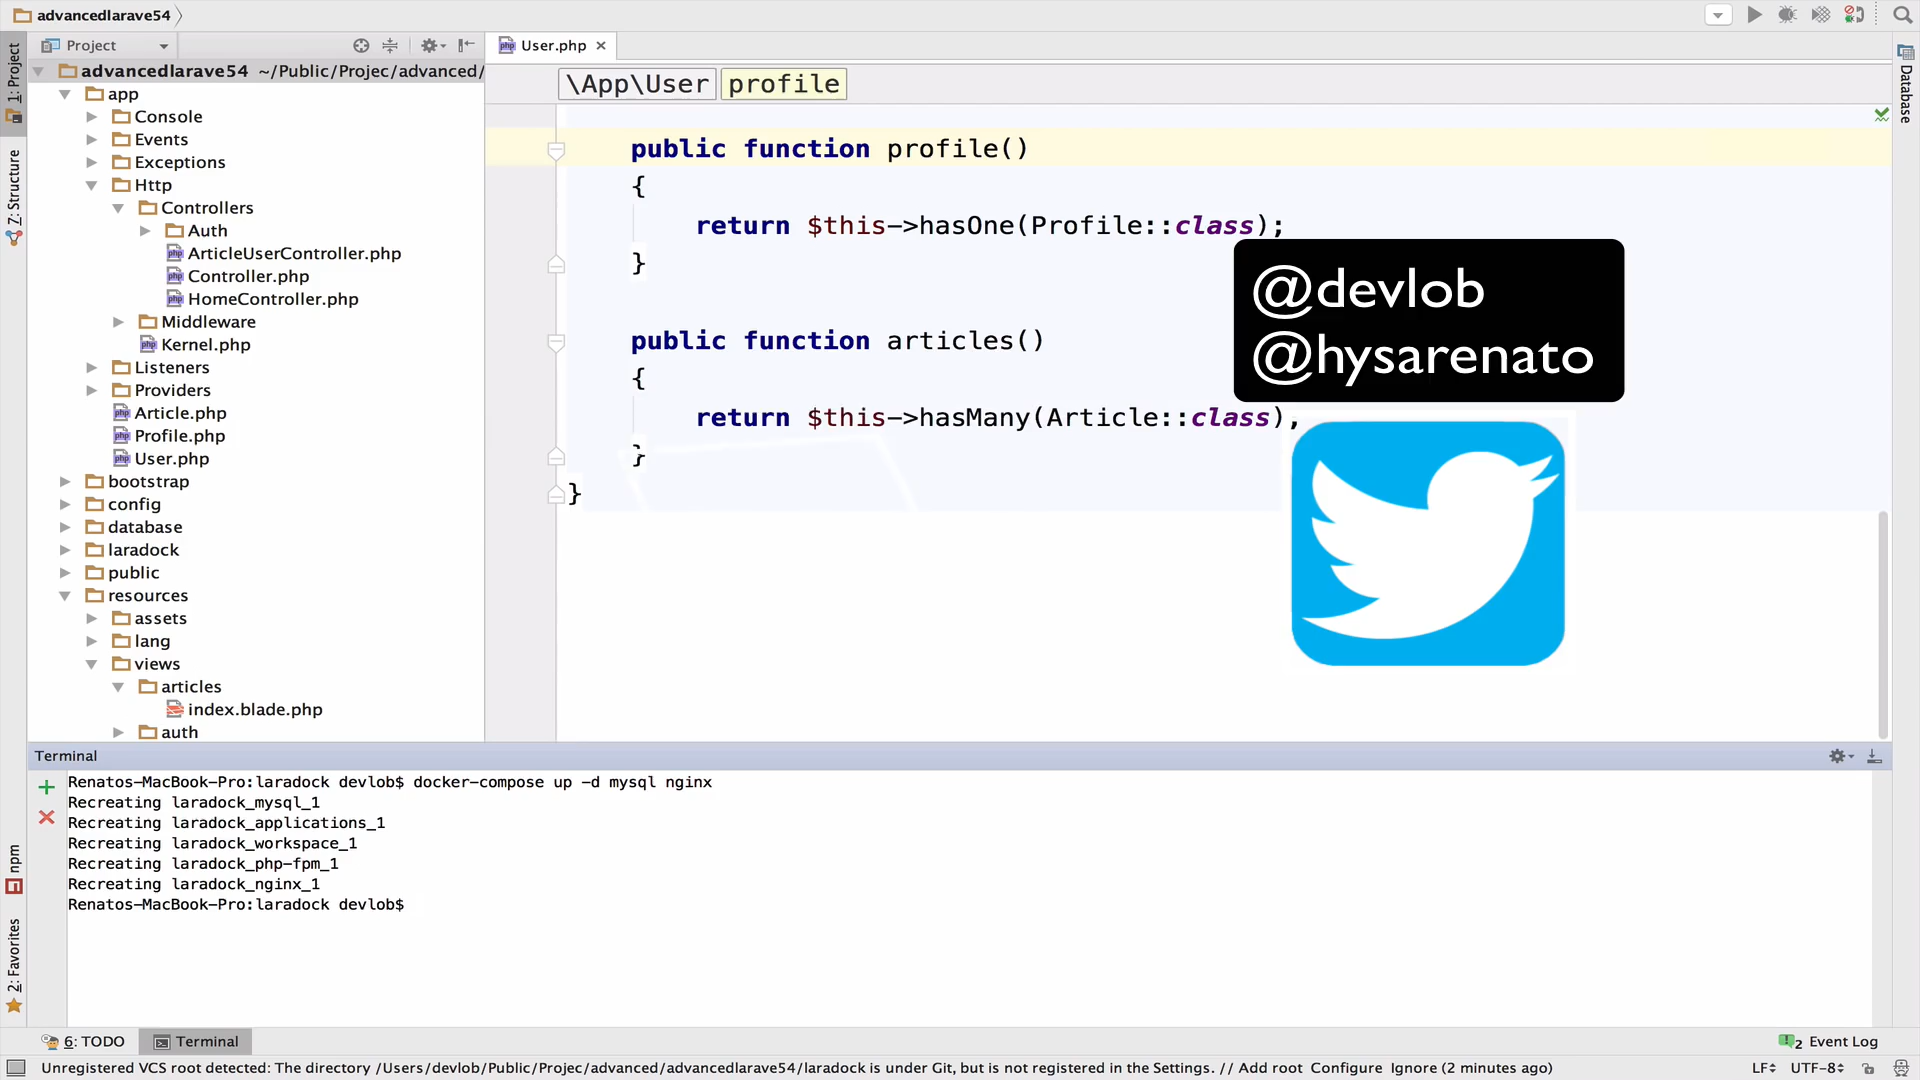 advancedlarave54
Project
User.php
1: Project
Z: Structure
npm
2: Favorites
Database
advancedlarave54 ~/Public/Projec/advanced/
app
Console
Events
Exceptions
Http
Controllers
Auth
ArticleUserController.php
Controller.php
HomeController.php
Middleware
Kernel.php
Listeners
Providers
Article.php
Profile.php
User.php
bootstrap
config
database
laradock
public
resources
assets
lang
views
articles
index.blade.php
auth
\App\User profile
public function profile()
{
return $this->hasOne(Profile::class);
}
public function articles()
{
return $this->hasMany(Article::class);
}
}
@devlob
@hysarenato
Terminal
Renatos-MacBook-Pro:laradock devlob$ docker-compose up -d mysql nginx
Recreating laradock_mysql_1
Recreating laradock_applications_1
Recreating laradock_workspace_1
Recreating laradock_php-fpm_1
Recreating laradock_nginx_1
Renatos-MacBook-Pro:laradock devlob$
6: TODO
Terminal
2 Event Log
Unregistered VCS root detected: The directory /Users/devlob/Public/Projec/advanced/advancedlarave54/laradock is under Git, but is not registered in the Settings. // Add root Configure Ignore (2 minutes ago)
LF UTF-8